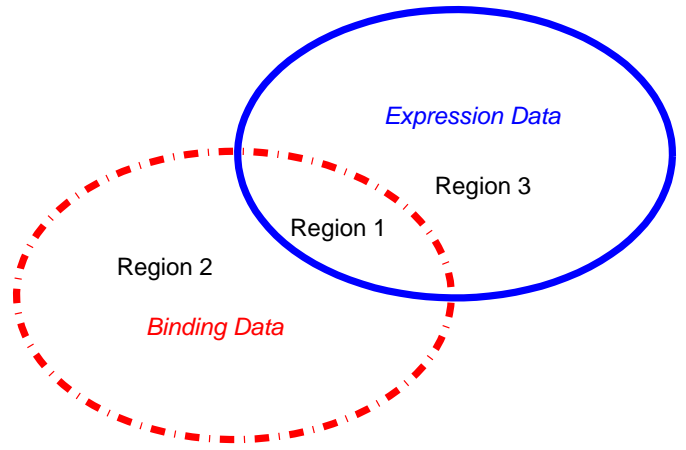 Expression Data
Region 3
Region 1
Region 2
Binding Data